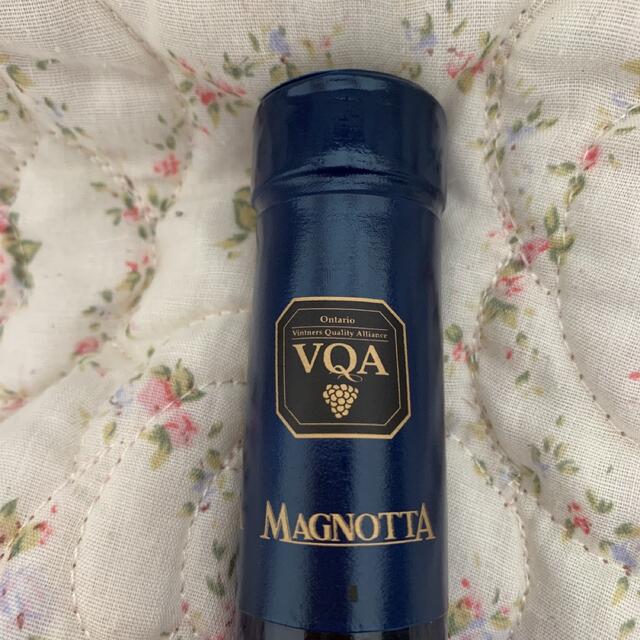 Ontario
Vintners Quality Alliance
VQA
MAGNOTTA